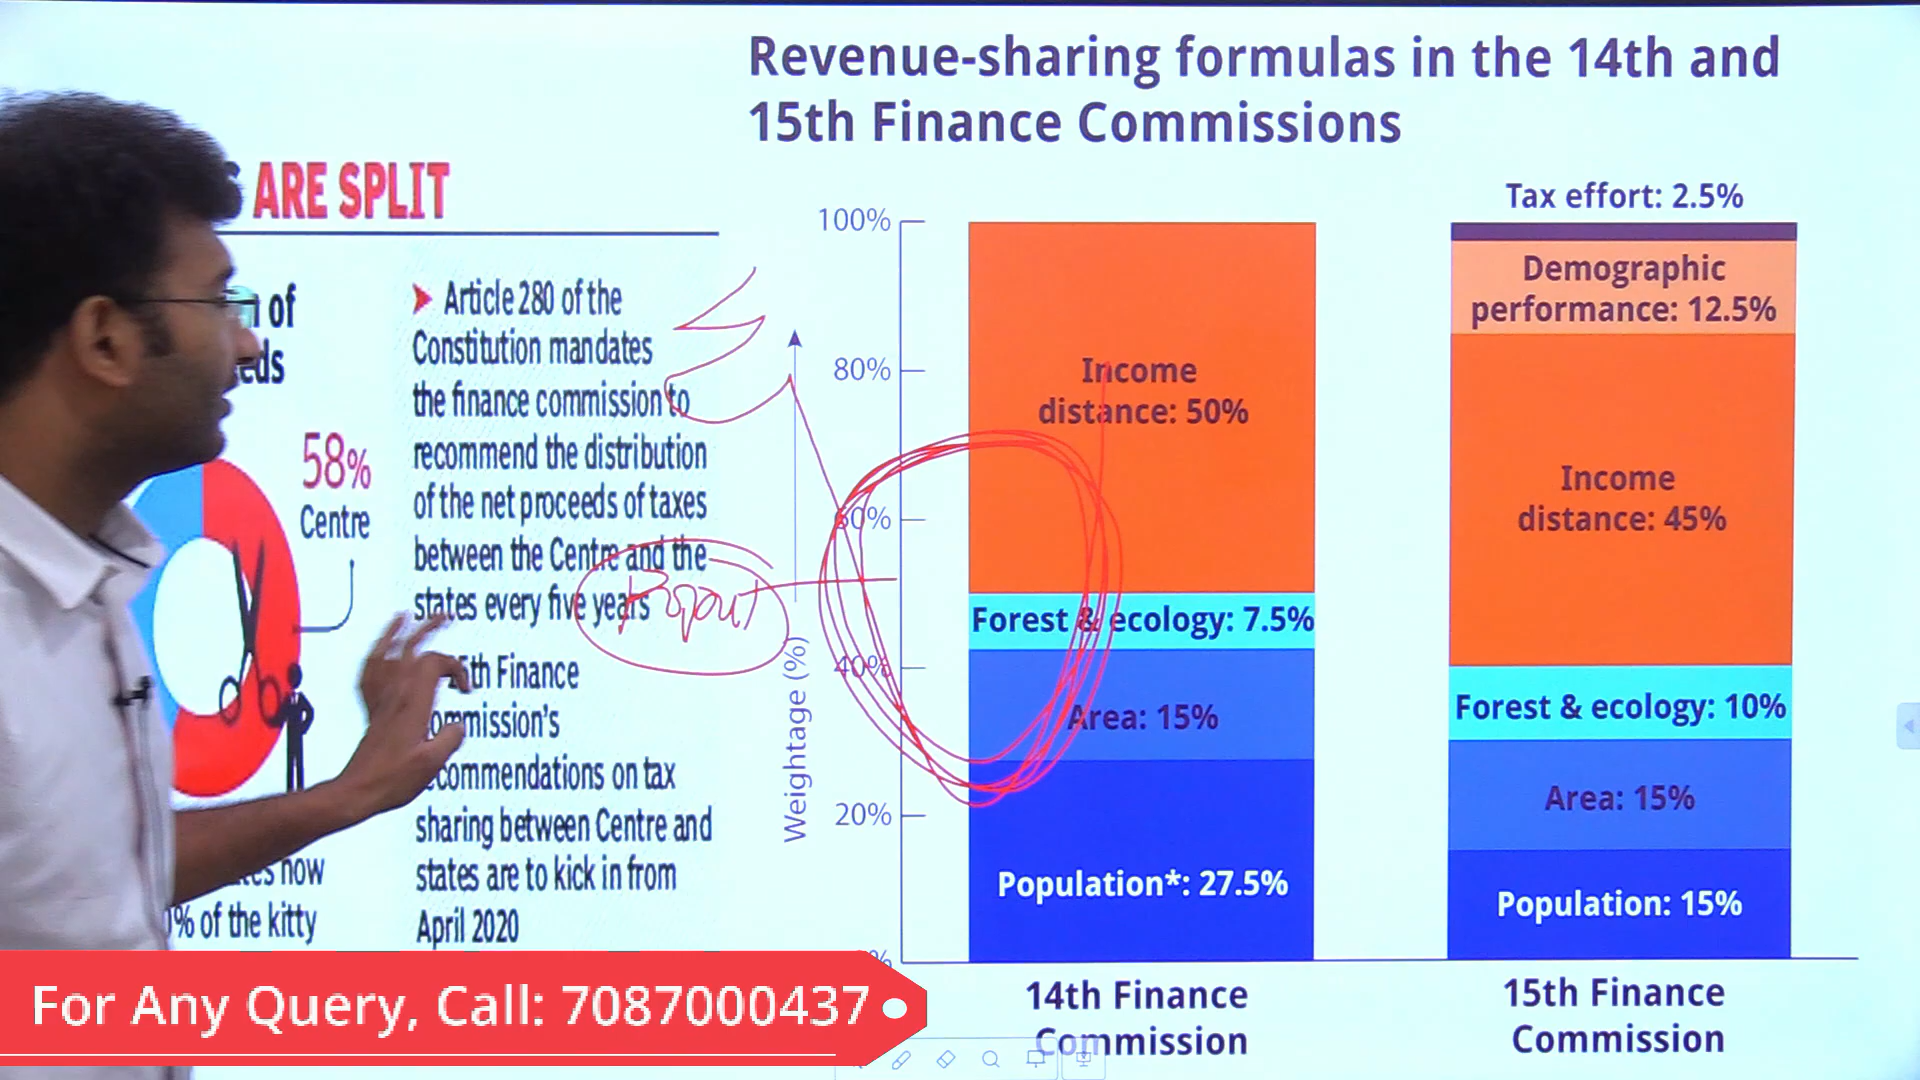 Revenue-sharing formulas in the 14th and
15th Finance Commissions
ARE SPLIT
of
58%
Centre
Article 280 of the
Constitution mandates
the finance commission to
recommend the distribution
of the net proceeds of taxes
between the Centre and the
states every five years
15th Finance
Commission's
recommendations on tax
sharing between Centre and
states are to kick in from
April 2020
now
0% of the kitty
Weightage (%)
100%
80%
60%
40%
20%
Income
distance: 50%
Forest & ecology: 7.5%
Area: 15%
Population*: 27.5%
14th Finance
Commission
Tax effort: 2.5%
Demographic
performance: 12.5%
Income
distance: 45%
Forest & ecology: 10%
Area: 15%
Population: 15%
15th Finance
Commission
For Any Query, Call: 7087000437